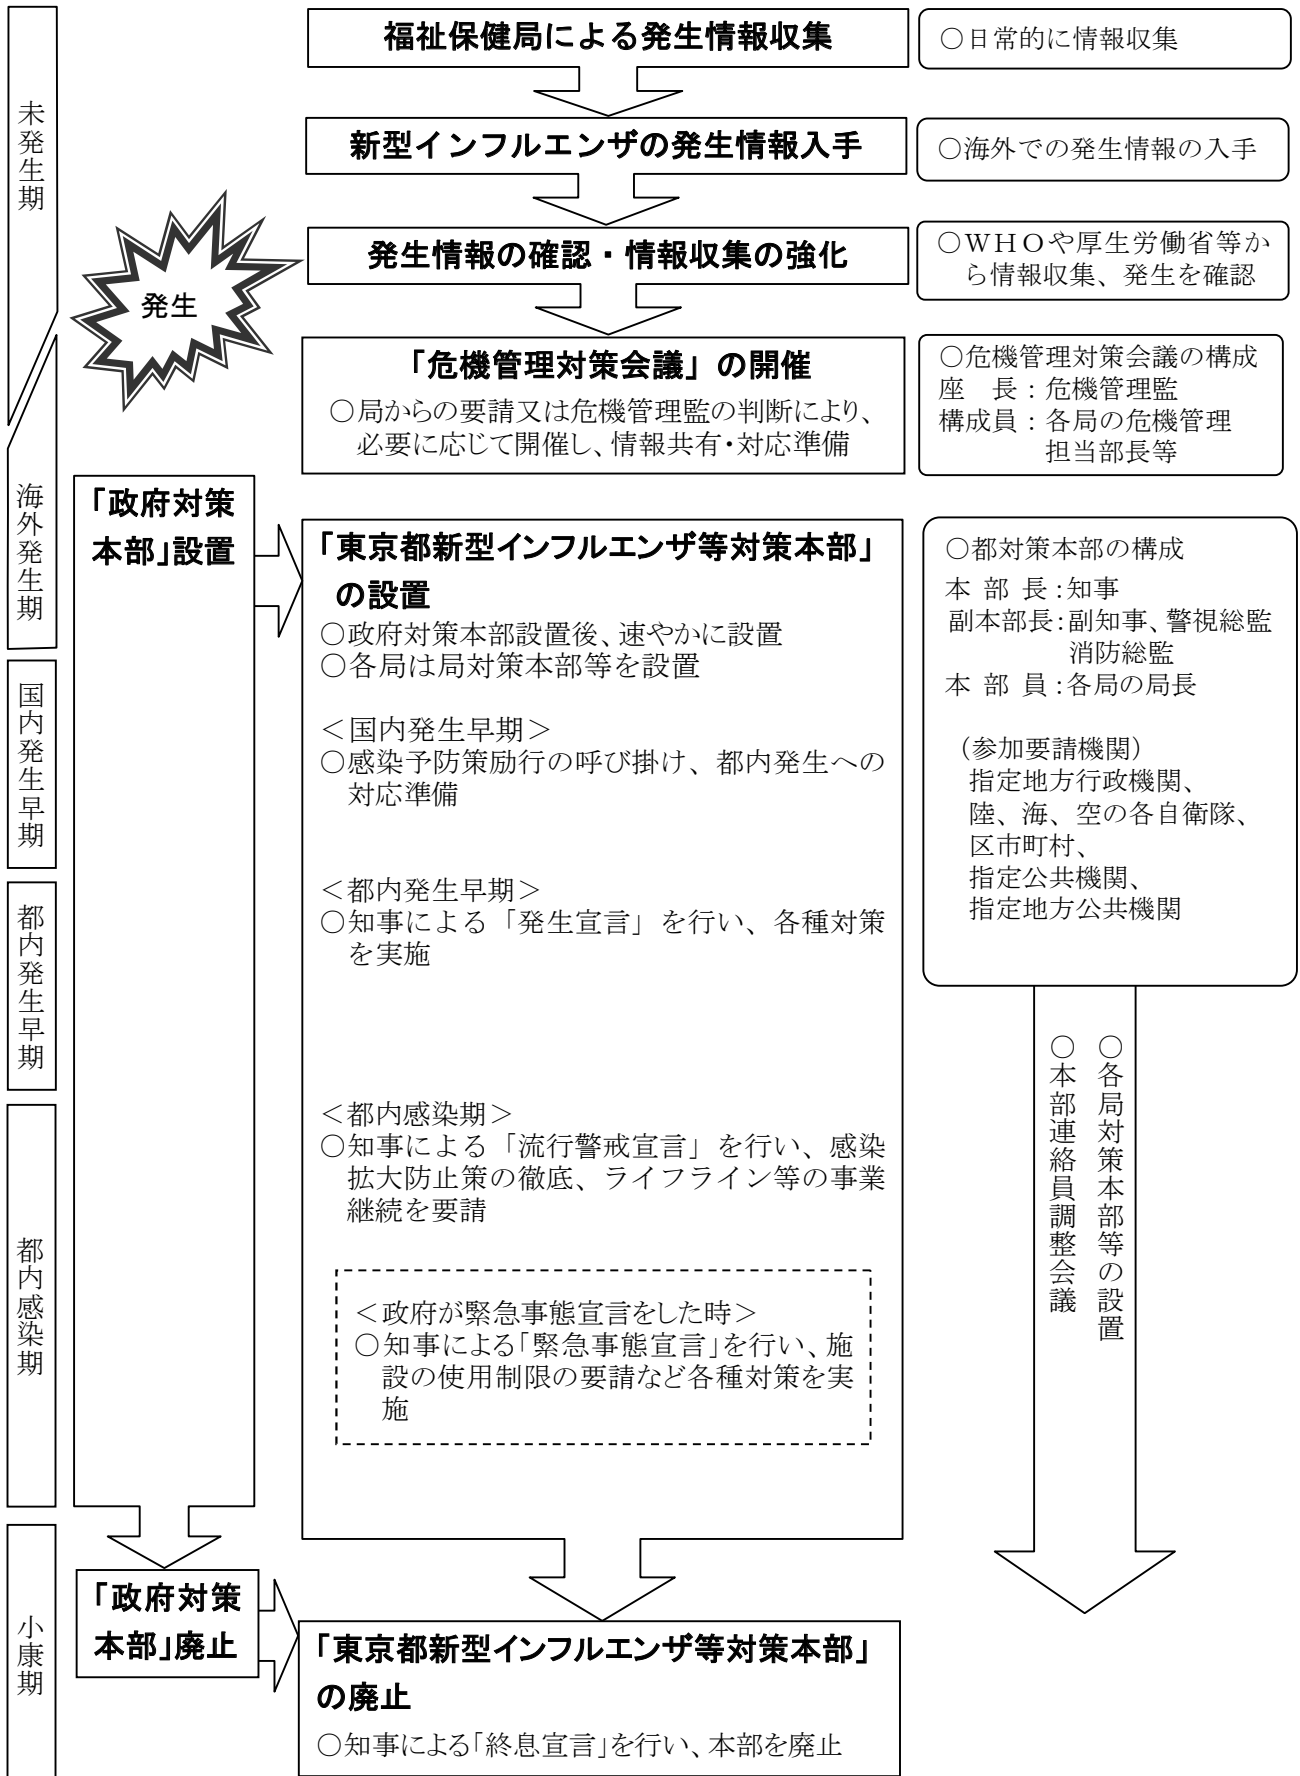 未発生期
福祉保健局による発生情報収集
○日常的に情報収集
新型インフルエンザの発生情報入手
○海外での発生情報の入手
発生情報の確認・情報収集の強化
○WHOや厚生労働省等か
ら情報収集、発生を確認
発生
「危機管理対策会議」の開催
○局からの要請又は危機管理監の判断により、
必要に応じて開催し、情報共有・対応準備
○危機管理対策会議の構成
座　長：危機管理監
構成員：各局の危機管理
担当部長等
海外発生期
「政府対策
本部」設置
「東京都新型インフルエンザ等対策本部」
の設置
○政府対策本部設置後、速やかに設置
○各局は局対策本部等を設置
＜国内発生早期＞
○感染予防策励行の呼び掛け、都内発生への
対応準備
＜都内発生早期＞
○知事による「発生宣言」を行い、各種対策
を実施
＜都内感染期＞
○知事による「流行警戒宣言」を行い、感染
拡大防止策の徹底、ライフライン等の事業
継続を要請
＜政府が緊急事態宣言をした時＞
○知事による「緊急事態宣言」を行い、施
設の使用制限の要請など各種対策を実
施
○都対策本部の構成
本 部 長：知事
副本部長：副知事、警視総監
消防総監
本 部 員：各局の局長
（参加要請機関）
指定地方行政機関、
陸、海、空の各自衛隊、
区市町村、
指定公共機関、
指定地方公共機関
○各局対策本部等の設置
○本部連絡員調整会議
国内発生早期
都内発生早期
都内感染期
小康期
「政府対策
本部」廃止
「東京都新型インフルエンザ等対策本部」
の廃止
○知事による「終息宣言」を行い、本部を廃止